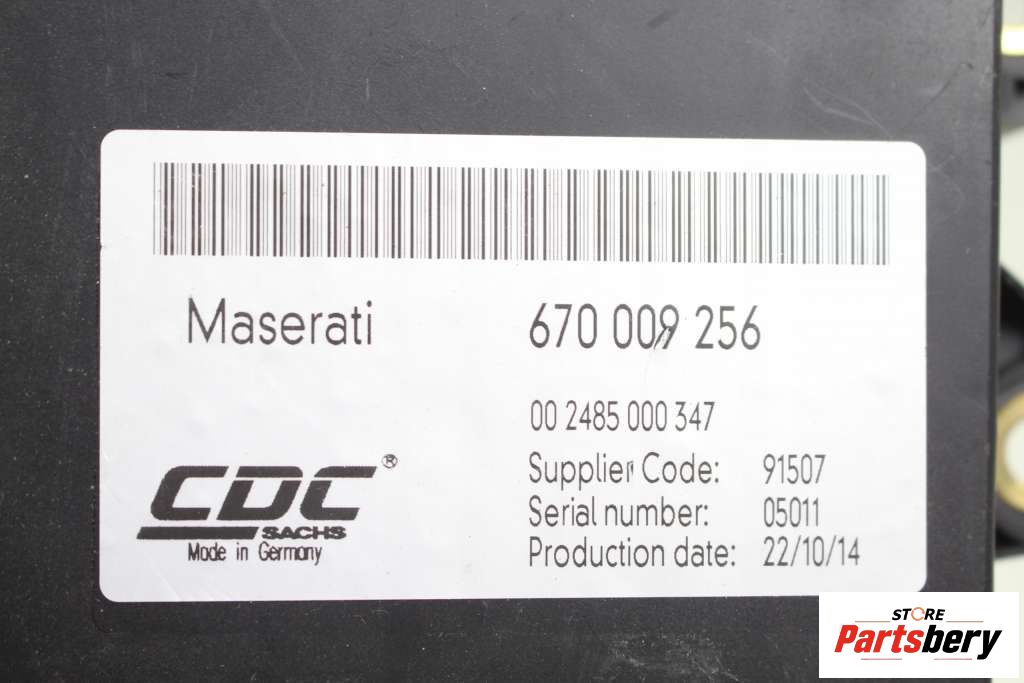 Maserati 670 009 256
00 2485 000 347
Supplier Code: 91507
Serial number: 05011
Production date: 22/10/14
CDC®
SACHS
Made in Germany
STORE
Partsbery